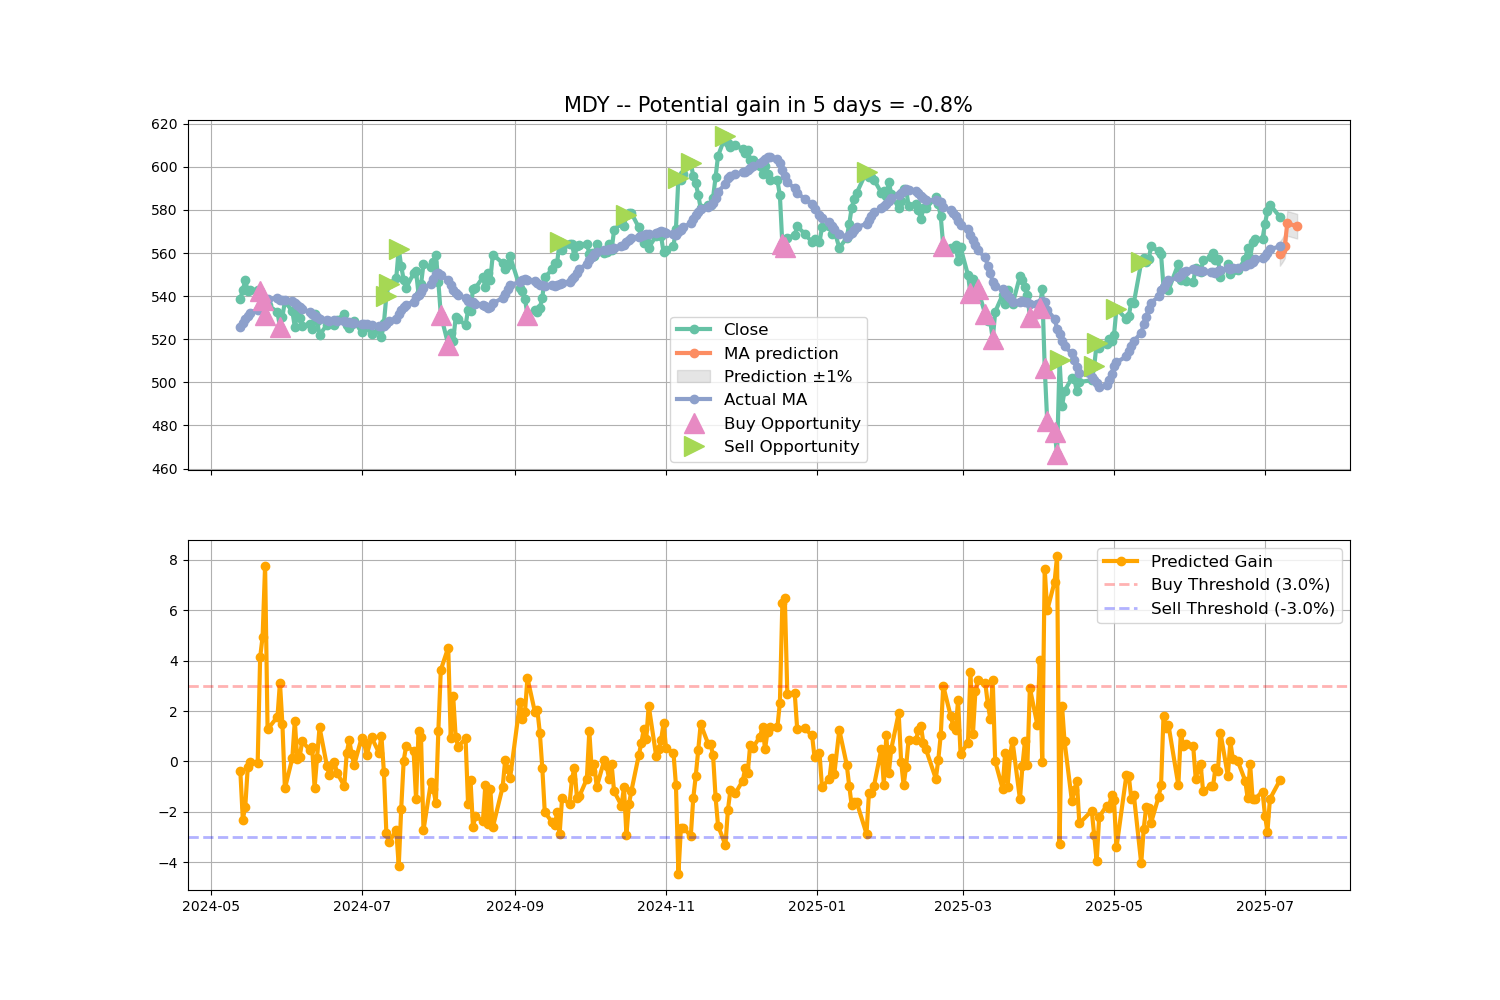 MDY -- Potential gain in 5 days = -0.8%
620
600
580
560
540
520
500
480
460
Close
MA prediction
Prediction ±1%
Actual MA
Buy Opportunity
Sell Opportunity
8
6
4
2
0
−2
−4
Predicted Gain
Buy Threshold (3.0%)
Sell Threshold (-3.0%)
2024-05 2024-07 2024-09 2024-11 2025-01 2025-03 2025-05 2025-07